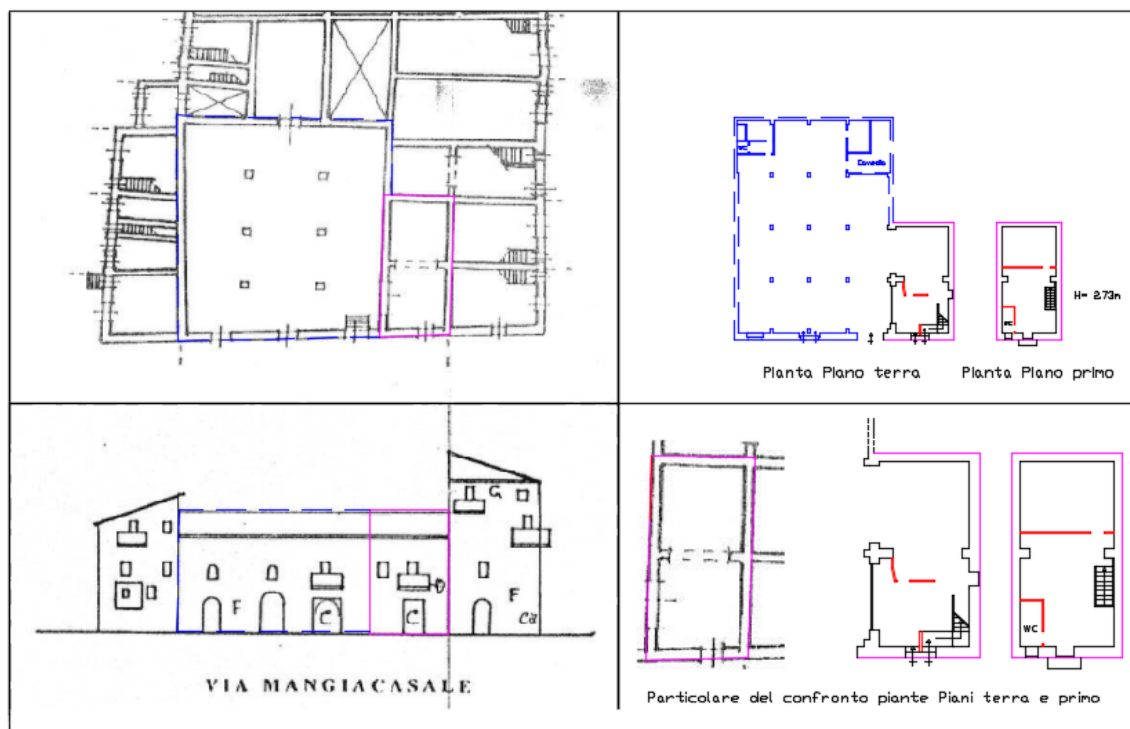 WC
Cavedio
H= 2.73m
Pianta Piano terra
Pianta Piano primo
WC
G
F
C
C
F
Ca
VIA MANGIACASALE
WC
Particolare del confronto piante Piani terra e primo